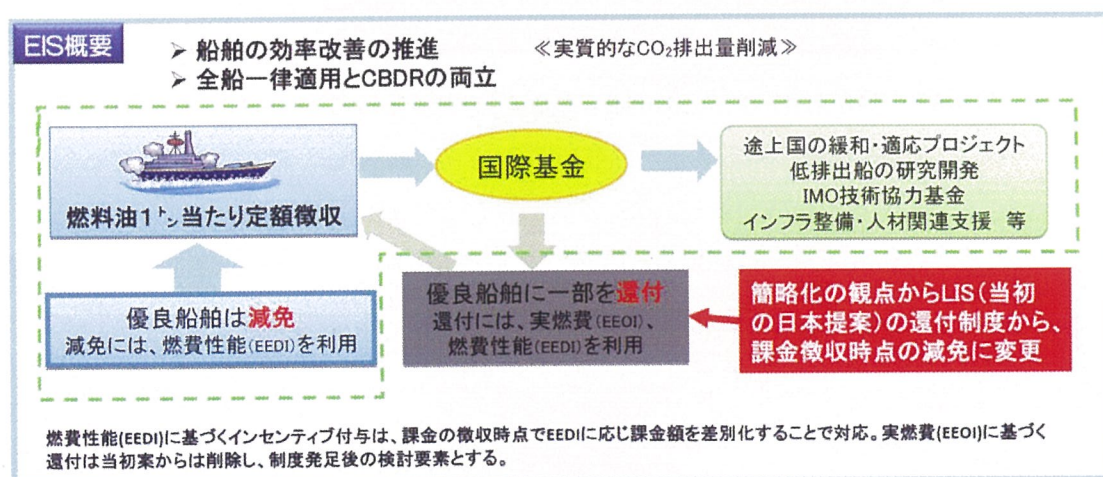 EIS概要
➢ 船舶の効率改善の推進　≪実質的なCO₂排出量削減≫
➢ 全船一律適用とCBDRの両立
燃料油1㌧当たり定額徴収
国際基金
途上国の緩和・適応プロジェクト
低排出船の研究開発
IMO技術協力基金
インフラ整備・人材関連支援 等
優良船舶は減免
減免には、燃費性能(EEDI)を利用
優良船舶に一部を還付
還付には、実燃費(EEOI)、
燃費性能(EEDI)を利用
簡略化の観点からLIS(当初
の日本提案)の還付制度から、
課金徴収時点の減免に変更
燃費性能(EEDI)に基づくインセンティブ付与は、課金の徴収時点でEEDIに応じ課金額を差別化することで対応。実燃費(EEOI)に基づく
還付は当初案からは削除し、制度発足後の検討要素とする。